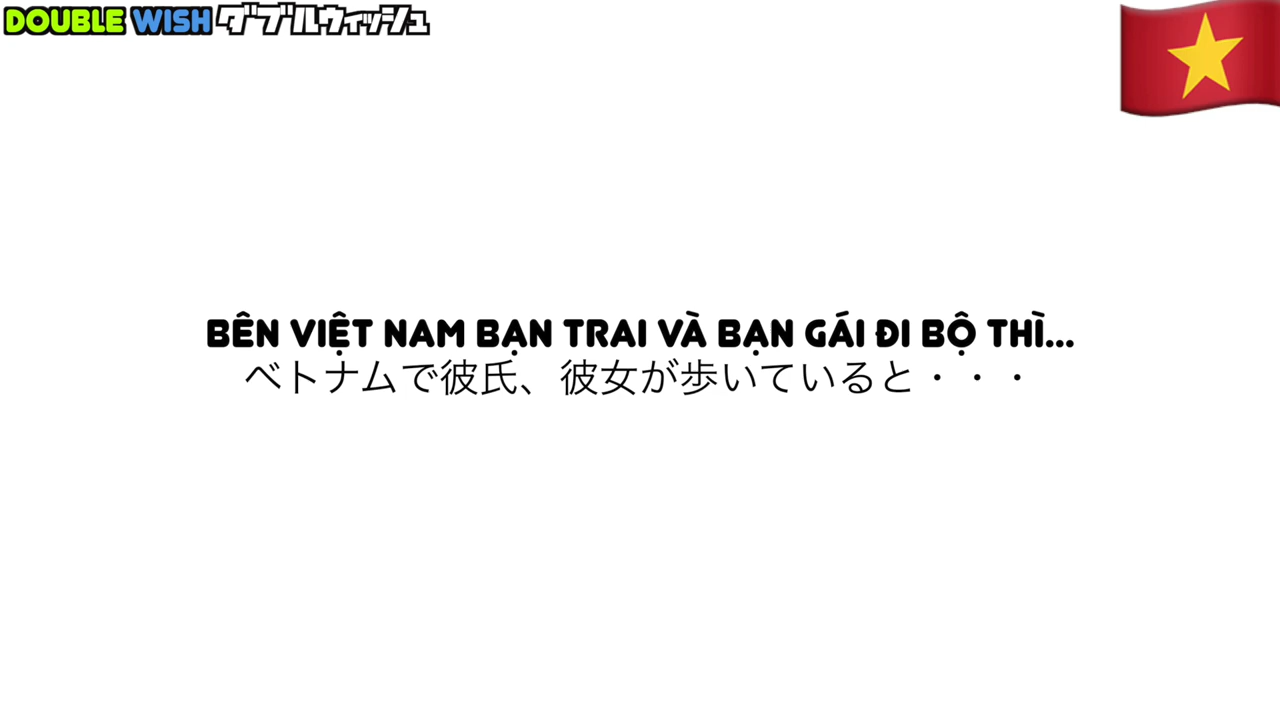 DOUBLE WISH ダブルウィッシュ
BÊN VIỆT NAM BẠN TRAI VÀ BẠN GÁI ĐI BỘ THÌ...
ベトナムで彼氏、彼女が歩いていると・・・